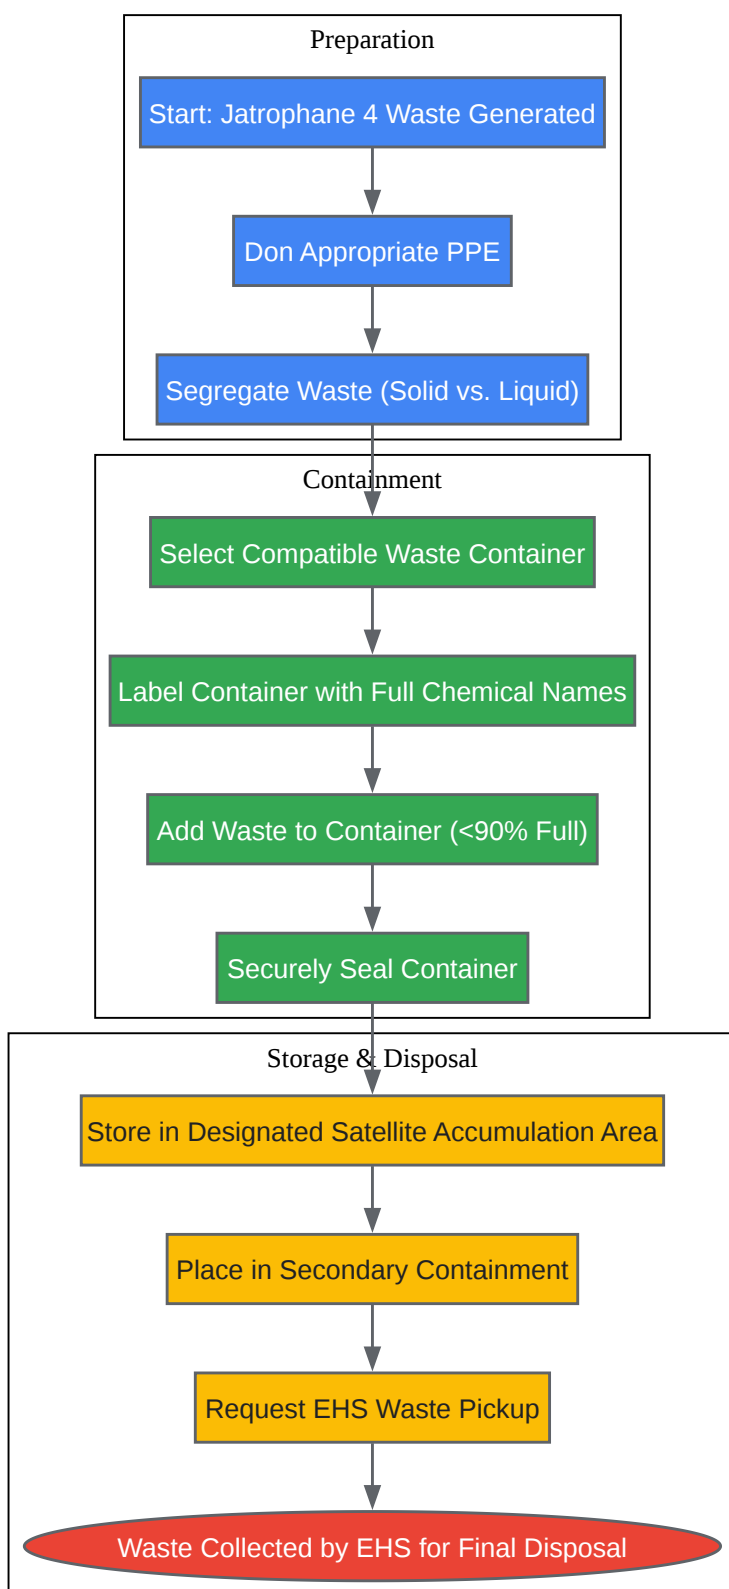 Preparation
Start: Jatrophane 4 Waste Generated
Don Appropriate PPE
Segregate Waste (Solid vs. Liquid)
Containment
Select Compatible Waste Container
Label Container with Full Chemical Names
Add Waste to Container (<90% Full)
Securely Seal Container
Storage & Disposal
Store in Designated Satellite Accumulation Area
Place in Secondary Containment
Request EHS Waste Pickup
Waste Collected by EHS for Final Disposal